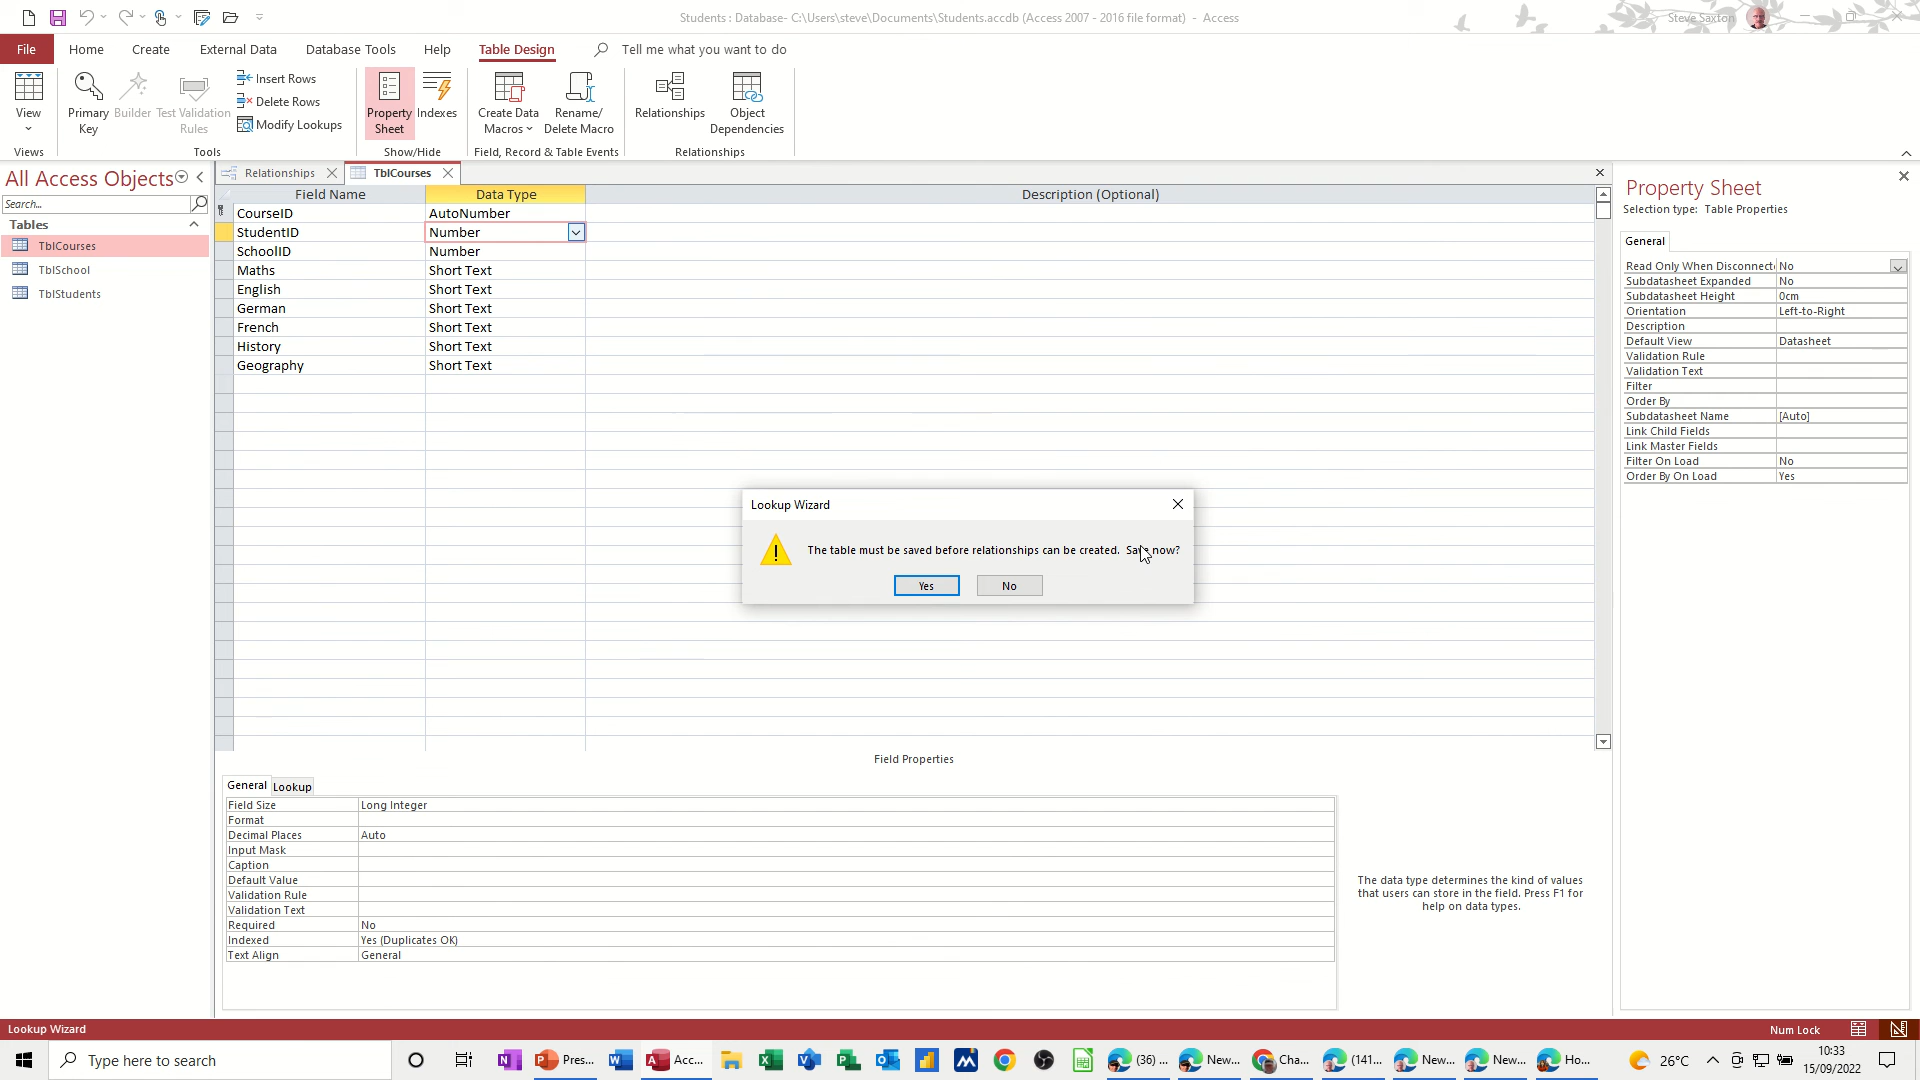 Students : Database- C:\Users\steve\Documents\Students.accdb (Access 2007 - 2016 file format) - Access
Steve Saxton
File
Home
Create
External Data
Database Tools
Help
Table Design
Tell me what you want to do
View
Primary Key
Builder
Test Validation Rules
Insert Rows
Delete Rows
Modify Lookups
Property Sheet
Indexes
Create Data Macros
Rename/ Delete Macro
Relationships
Object Dependencies
Views
Tools
Show/Hide
Field, Record & Table Events
Relationships
All Access Objects
Search...
Tables
TblCourses
TblSchool
TblStudents
Relationships
TblCourses
Field Name Data Type Description (Optional)
CourseID AutoNumber
StudentID Number
SchoolID Number
Maths Short Text
English Short Text
German Short Text
French Short Text
History Short Text
Geography Short Text
Lookup Wizard
The table must be saved before relationships can be created. Save now?
Yes
No
Field Properties
General Lookup
Field Size Long Integer
Format
Decimal Places Auto
Input Mask
Caption
Default Value
Validation Rule
Validation Text
Required No
Indexed Yes (Duplicates OK)
Text Align General
The data type determines the kind of values
that users can store in the field. Press F1 for
help on data types.
Property Sheet
Selection type: Table Properties
General
Read Only When Disconnect No
Subdatasheet Expanded No
Subdatasheet Height 0cm
Orientation Left-to-Right
Description
Default View Datasheet
Validation Rule
Validation Text
Filter
Order By
Subdatasheet Name [Auto]
Link Child Fields
Link Master Fields
Filter On Load No
Order By On Load Yes
Lookup Wizard
Num Lock
Type here to search
Pres...
Acc...
(36) ...
New...
Cha...
(141...
New...
New...
Ho...
26°C
10:33
15/09/2022